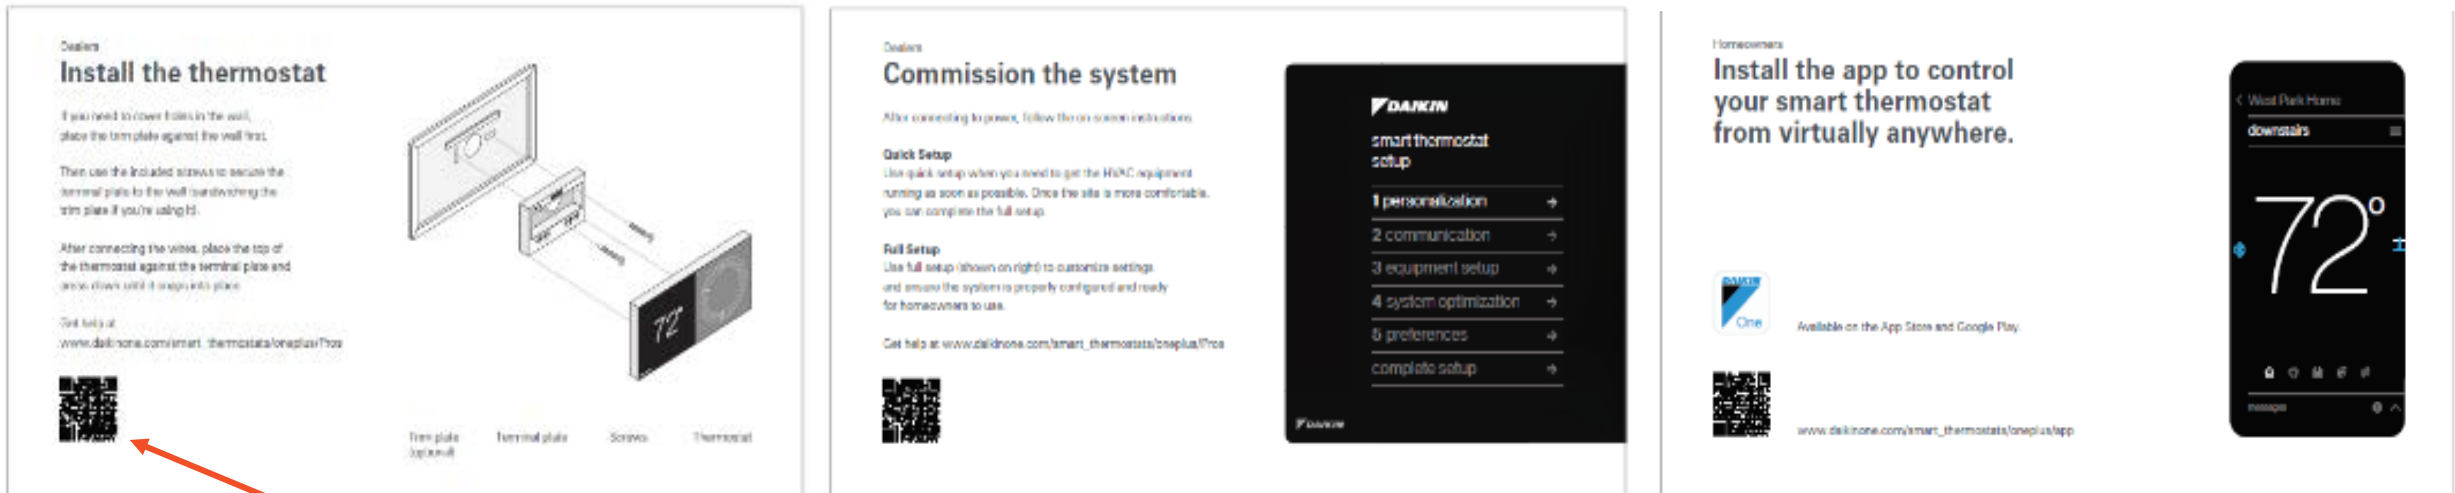 Dealers
Install the thermostat
If you need to cover holes in the wall,
place the trim plate against the wall first.
Then use the included screws to secure the
terminal plate to the wall (sandwiching the
trim plate if you're using it).
After connecting the wires, place the top of
the thermostat against the terminal plate and
press down until it snaps into place.
Get help at
www.daikinone.com/smart_thermostats/oneplus/Pros
72°
Trim plate
(optional)
Terminal plate
Screws
Thermostat
Dealers
Commission the system
After connecting to power, follow the on-screen instructions.
Quick Setup
Use quick setup when you need to get the HVAC equipment
running as soon as possible. Once the site is more comfortable,
you can complete the full setup.
Full Setup
Use full setup (shown on right) to customize settings
and ensure the system is properly configured and ready
for homeowners to use.
Get help at www.daikinone.com/smart_thermostats/oneplus/Pros
DAIKIN
smart thermostat
setup
1 personalization
2 communication
3 equipment setup
4 system optimization
5 preferences
complete setup
DAIKIN
Homeowners
Install the app to control
your smart thermostat
from virtually anywhere.
DAIKIN
One
Available on the App Store and Google Play.
www.daikinone.com/smart_thermostats/oneplus/app
West Park Home
downstairs
72°
messages